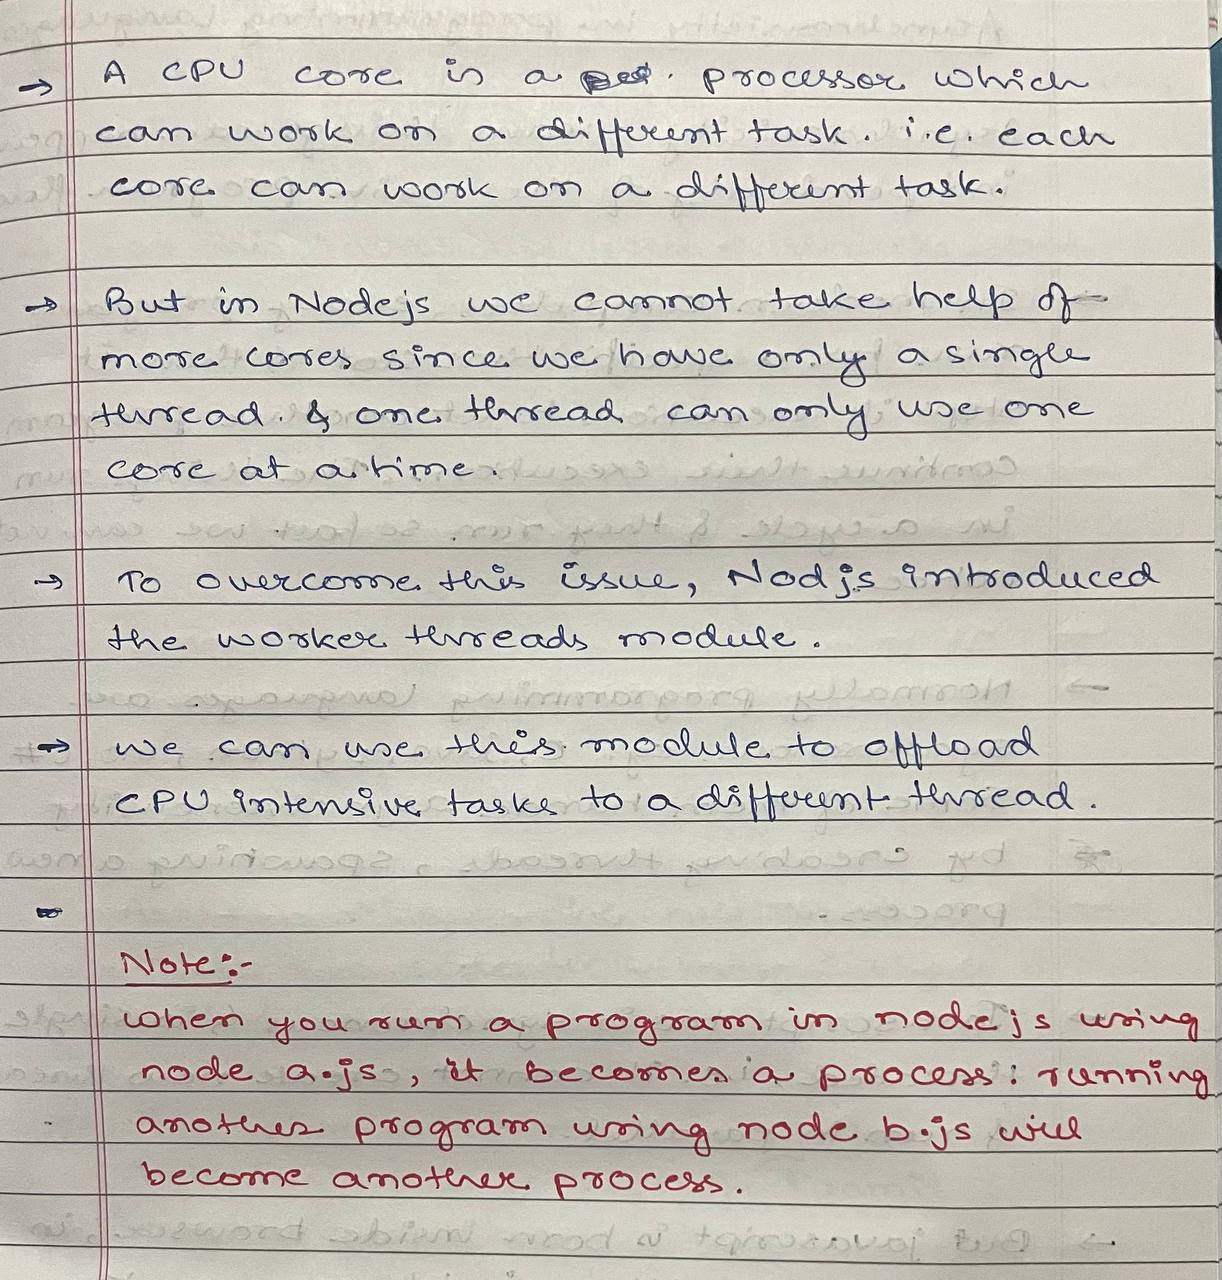 → A CPU core is a processor which
can work on a different task. i.e. each
core can work on a different task.
→ But in Nodejs we cannot take help of
more cores since we have only a single
thread & one thread can only use one
core at a time.
→ To overcome this issue, Nodjs introduced
the worker threads module.
→ we can use this module to offload
CPU intensive tasks to a different thread.
Note:-
when you run a program in node js using
node a.js, it becomes a process: running
another program using node b.js will
become another process.